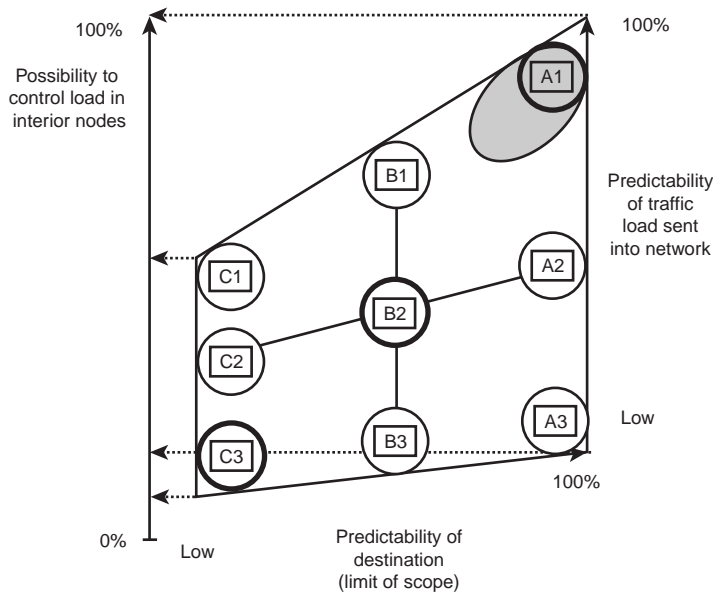 100%
100%
Possibility to
control load in
interior nodes
A1
B1
Predictability
of traffic
load sent
into network
C1
A2
B2
C2
A3
Low
B3
C3
100%
0%
Low
Predictability of
destination
(limit of scope)